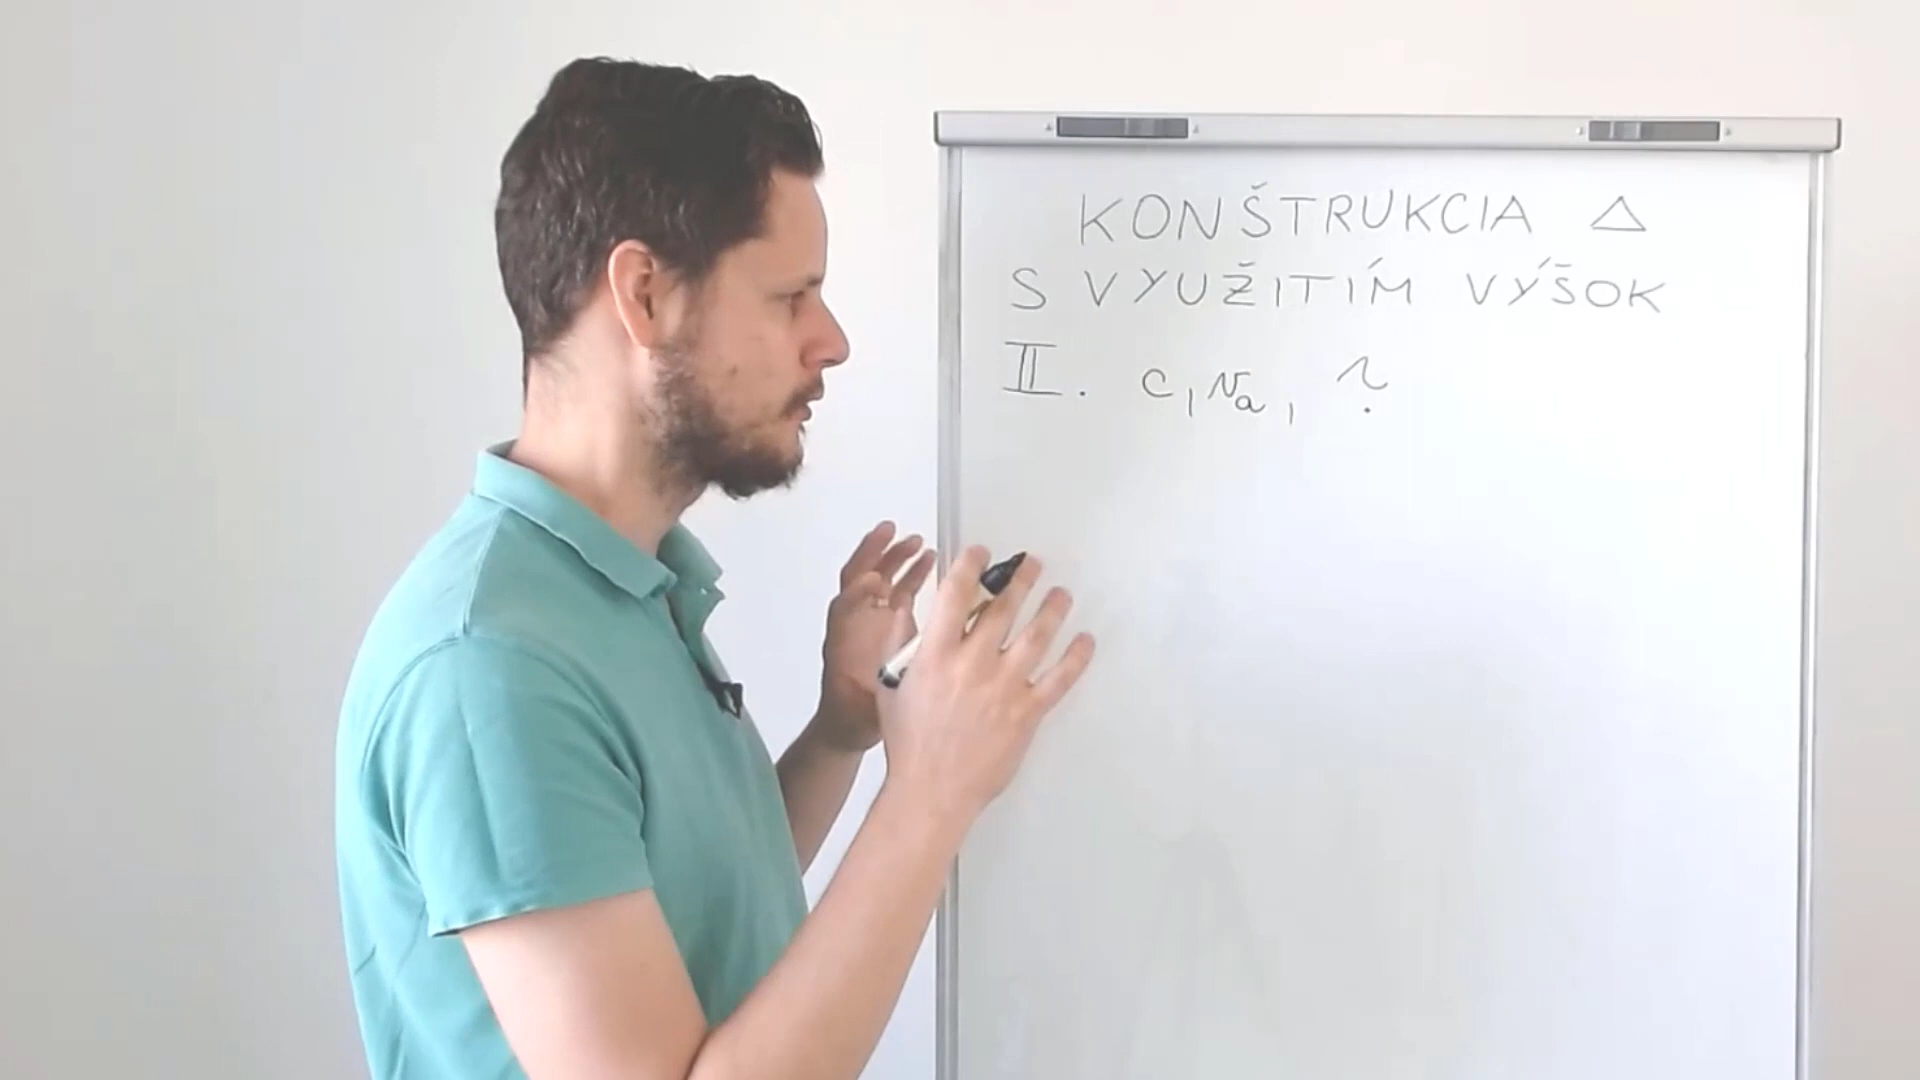 KONŠTRUKCIA △
S VYUŽITÍM VÝŠOK
II. c, va, ?